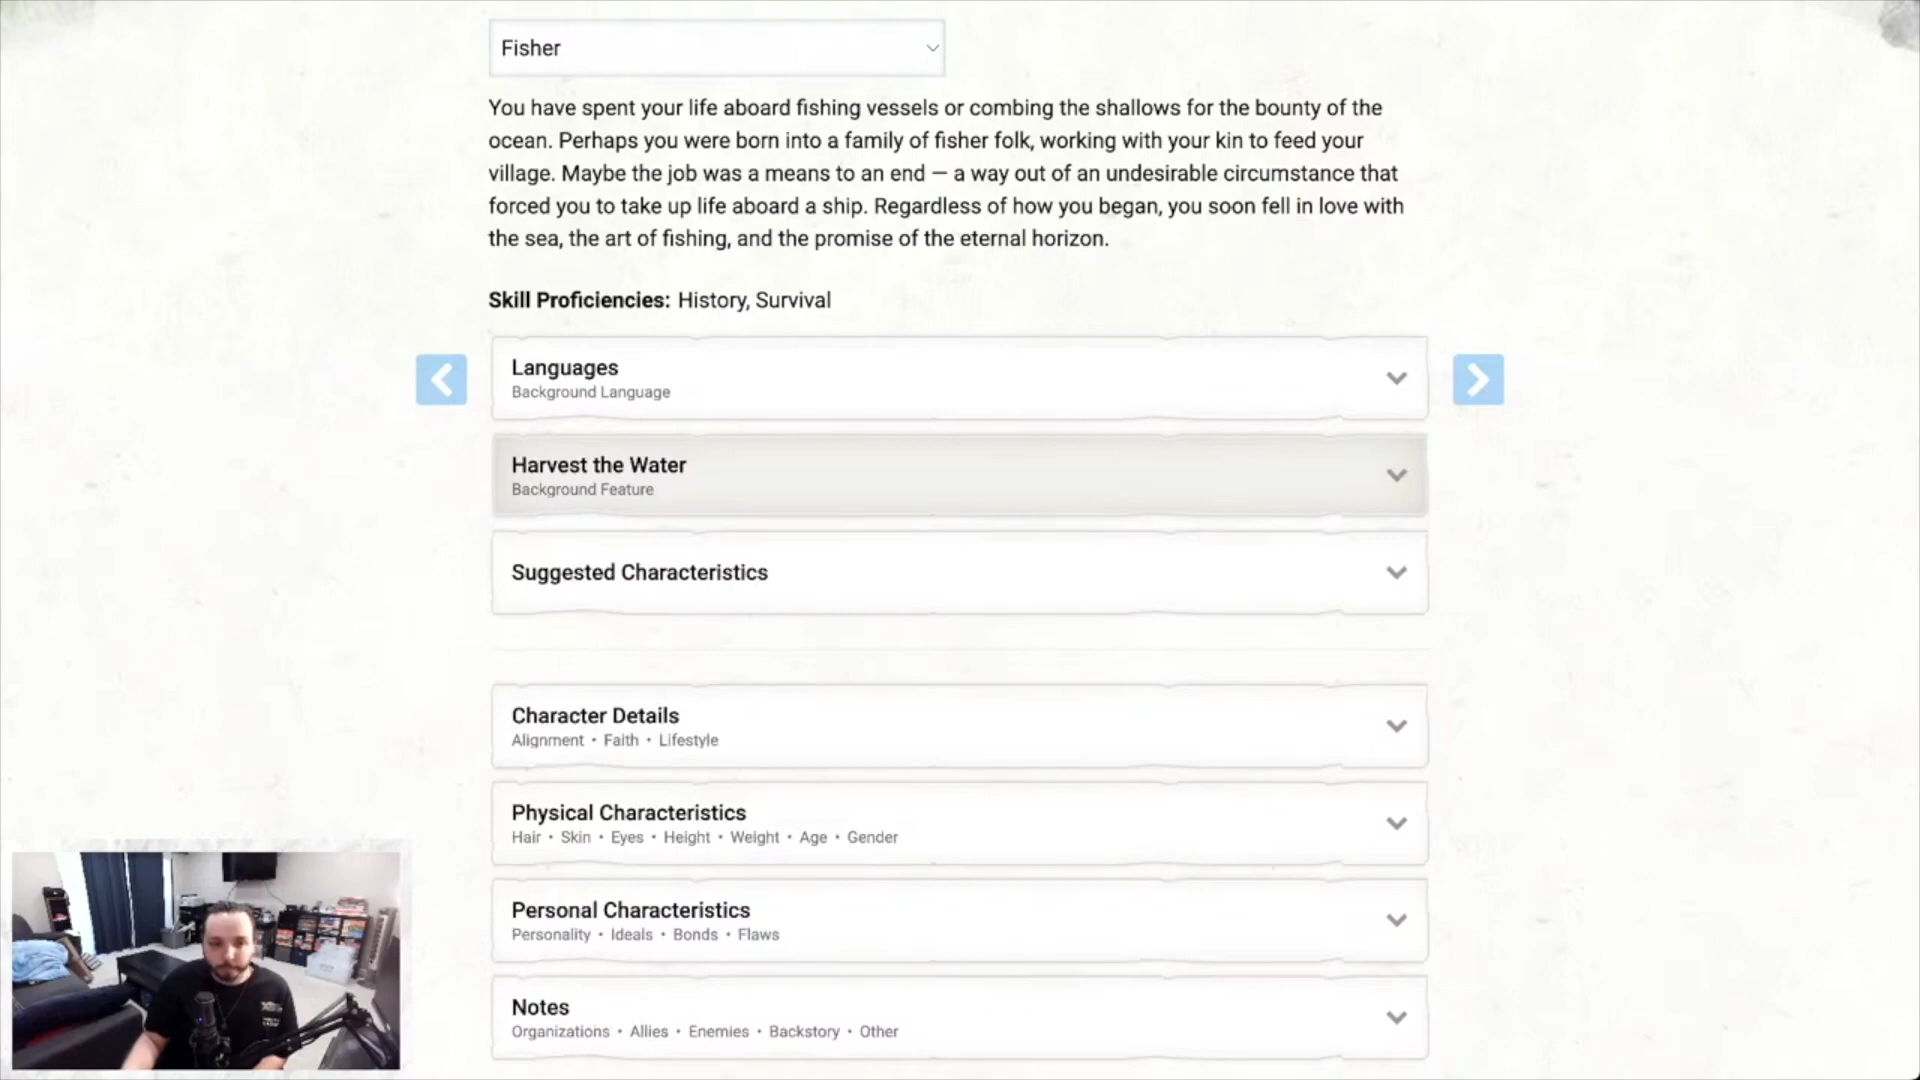 Fisher
You have spent your life aboard fishing vessels or combing the shallows for the bounty of the
ocean. Perhaps you were born into a family of fisher folk, working with your kin to feed your
village. Maybe the job was a means to an end — a way out of an undesirable circumstance that
forced you to take up life aboard a ship. Regardless of how you began, you soon fell in love with
the sea, the art of fishing, and the promise of the eternal horizon.
Skill Proficiencies: History, Survival
Languages
Background Language
Harvest the Water
Background Feature
Suggested Characteristics
Character Details
Alignment • Faith • Lifestyle
Physical Characteristics
Hair • Skin • Eyes • Height • Weight • Age • Gender
Personal Characteristics
Personality • Ideals • Bonds • Flaws
Notes
Organizations • Allies • Enemies • Backstory • Other